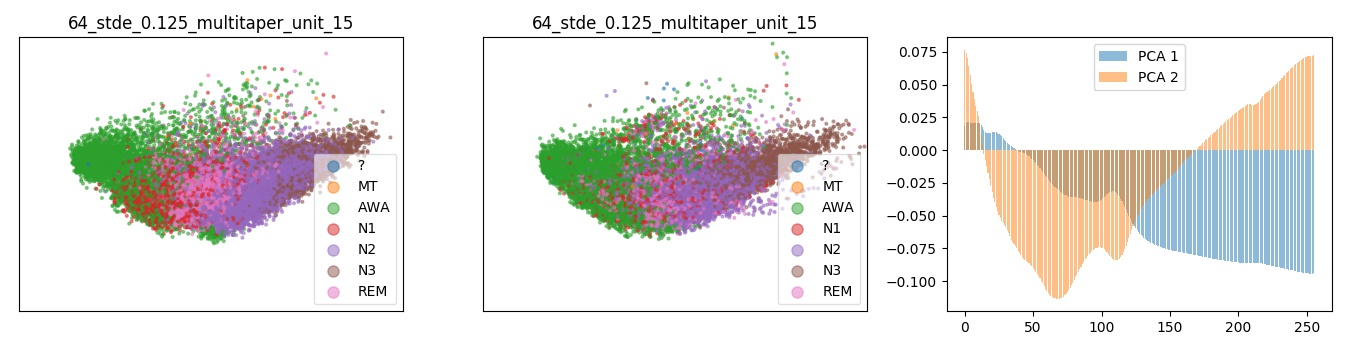 64_stde_0.125_multitaper_unit_15
?
MT
AWA
N1
N2
N3
REM
64_stde_0.125_multitaper_unit_15
?
MT
AWA
N1
N2
N3
REM
PCA 1
PCA 2
0.075
0.050
0.025
0.000
−0.025
−0.050
−0.075
−0.100
0
50
100
150
200
250